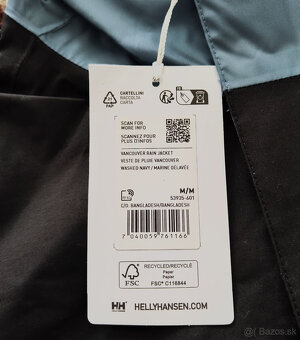 CARTELLINI
RACCOLTA
CARTA
PAP
SCAN FOR
MORE INFO
SCANNEZ POUR
PLUS D'INFOS
VANCOUVER RAIN JACKET
VESTE DE PLUIE VANCOUVER
WASHED NAVY / MARINE DÉLAVÉE
M/M
53935-601
C/O. BANGLADESH/BANGLADESH
7 040059 761166
FSC
RECYCLED/RECYCLÉ
Paper
Papier
FSC® C116844
HH
HELLYHANSEN.COM
Bazos.sk